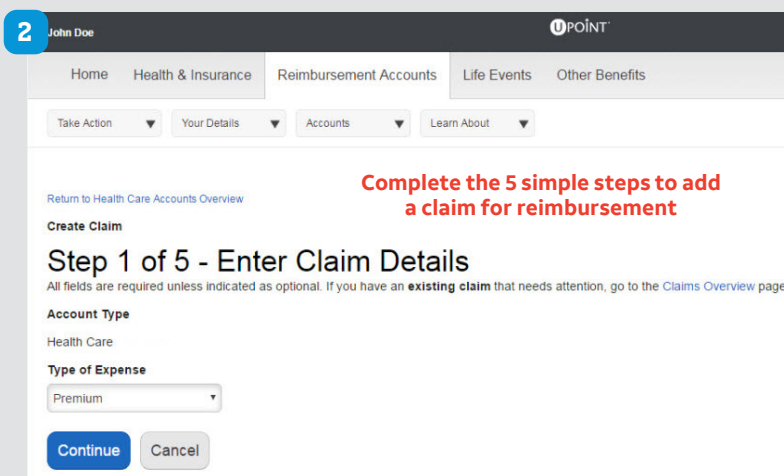 2
John Doe
UPOINT
Home Health & Insurance Reimbursement Accounts Life Events Other Benefits
Take Action Your Details Accounts Learn About
Complete the 5 simple steps to add
a claim for reimbursement
Return to Health Care Accounts Overview
Create Claim
Step 1 of 5 - Enter Claim Details
All fields are required unless indicated as optional. If you have an existing claim that needs attention, go to the Claims Overview page
Account Type
Health Care
Type of Expense
Premium
Continue Cancel